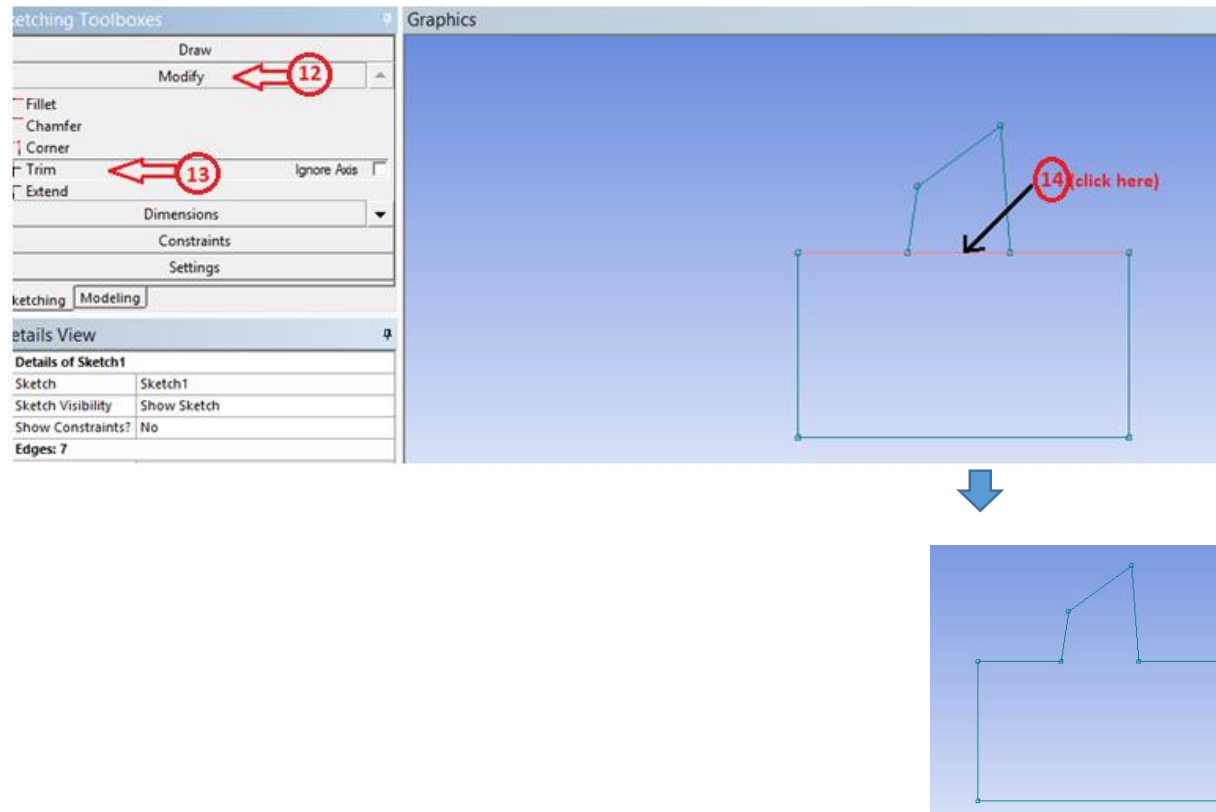 etching Toolboxes
Graphics
Draw
Modify
12
Fillet
Chamfer
Corner
Trim
13
Ignore Axis
Extend
Dimensions
Constraints
Settings
ketching Modeling
14 (click here)
etails View
Details of Sketch1
Sketch Sketch1
Sketch Visibility Show Sketch
Show Constraints? No
Edges: 7